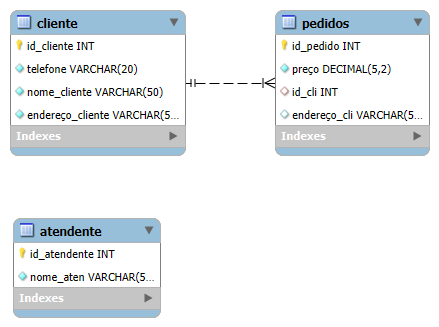 cliente
id_cliente INT
telefone VARCHAR(20)
nome_cliente VARCHAR(50)
endereço_cliente VARCHAR(5...
Indexes
pedidos
id_pedido INT
preço DECIMAL(5,2)
id_cli INT
endereço_cli VARCHAR(5...
Indexes
atendente
id_atendente INT
nome_aten VARCHAR(5...
Indexes